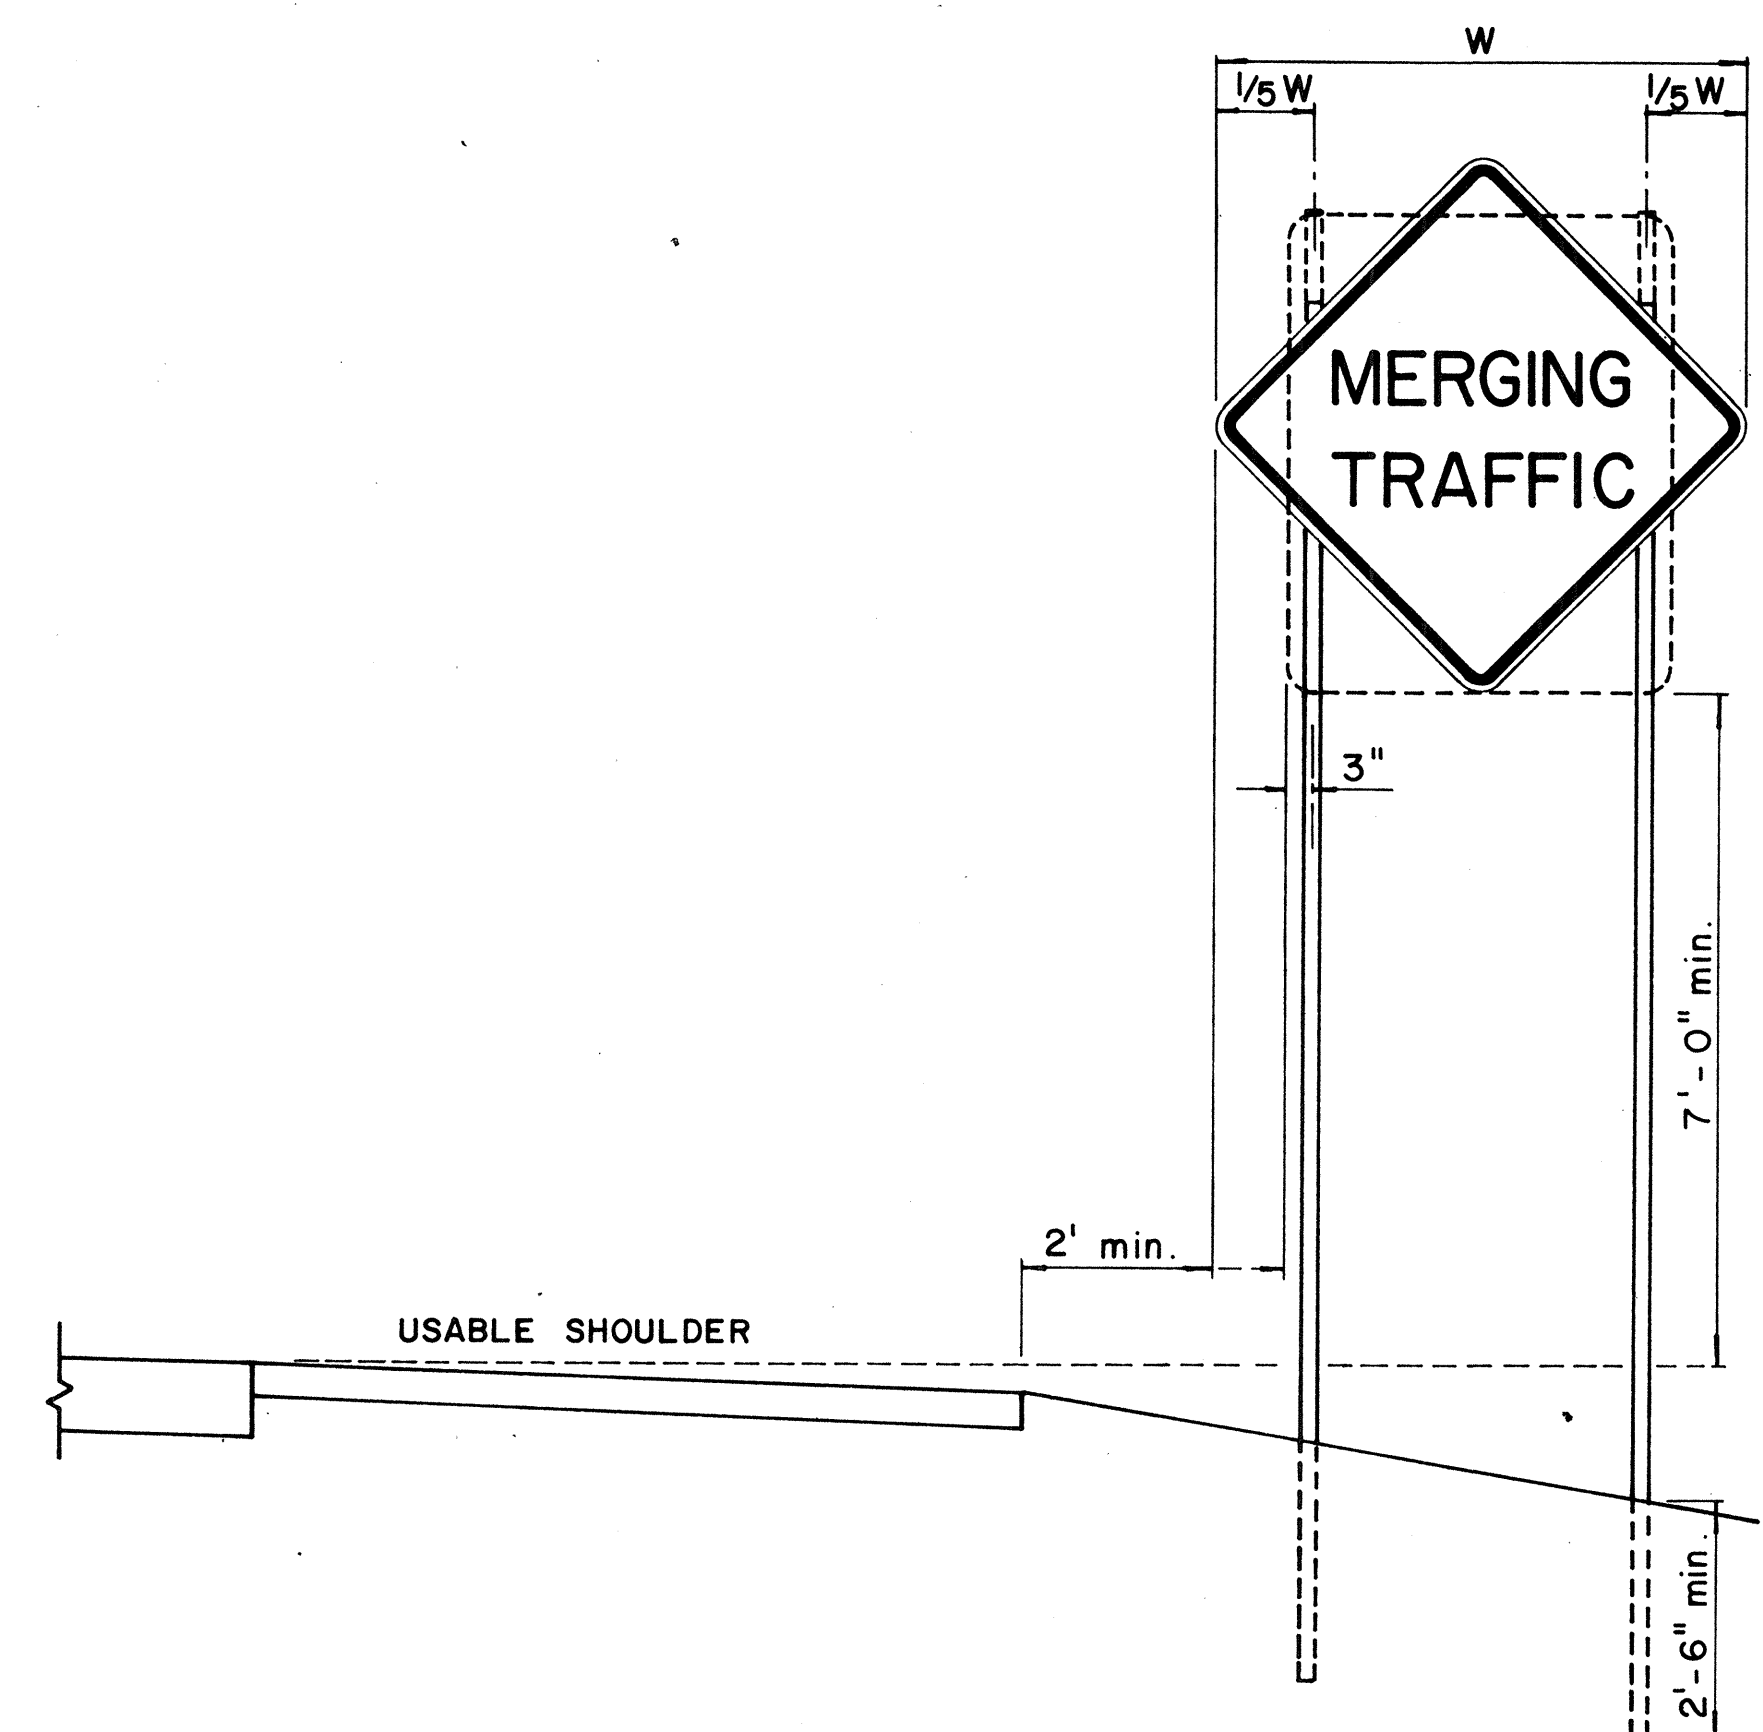 W
1/5 W
1/5 W
MERGING
TRAFFIC
3"
7'-0" min.
2' min.
USABLE SHOULDER
2'-6" min.